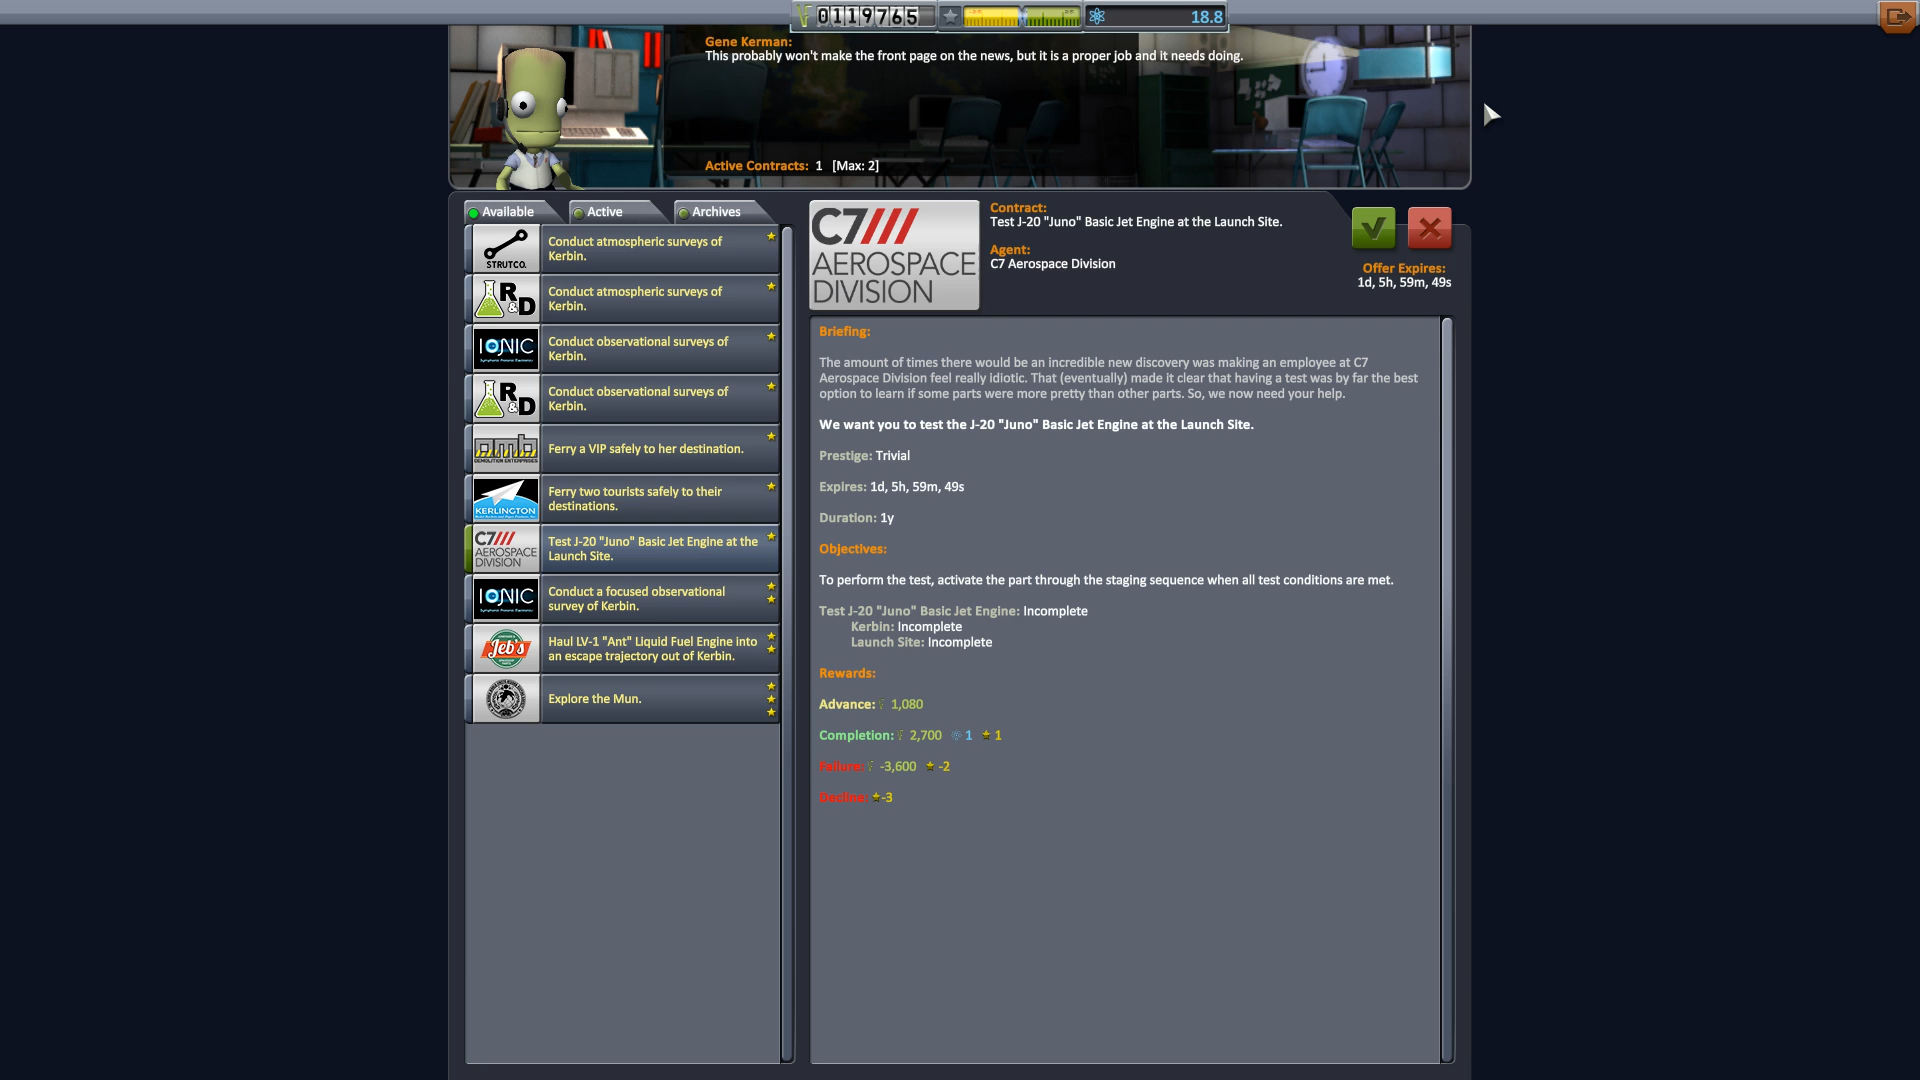 0119765
18.8
Gene Kerman:
This probably won't make the front page on the news, but it is a proper job and it needs doing.
Active Contracts: 1 [Max: 2]
Available
Active
Archives
STRUTCO.
Conduct atmospheric surveys of
Kerbin.
R&D
Conduct atmospheric surveys of
Kerbin.
IONIC
Conduct observational surveys of
Kerbin.
R&D
Conduct observational surveys of
Kerbin.
DEMOLITION ENTERPRISES
Ferry a VIP safely to her destination.
KERLINGTON
Ferry two tourists safely to their
destinations.
C7///
AEROSPACE
DIVISION
Test J-20 "Juno" Basic Jet Engine at the
Launch Site.
IONIC
Conduct a focused observational
survey of Kerbin.
Jeb's
Haul LV-1 "Ant" Liquid Fuel Engine into
an escape trajectory out of Kerbin.
Explore the Mun.
C7///
AEROSPACE
DIVISION
Contract:
Test J-20 "Juno" Basic Jet Engine at the Launch Site.
Agent:
C7 Aerospace Division
Offer Expires:
1d, 5h, 59m, 49s
Briefing:
The amount of times there would be an incredible new discovery was making an employee at C7
Aerospace Division feel really idiotic. That (eventually) made it clear that having a test was by far the best
option to learn if some parts were more pretty than other parts. So, we now need your help.
We want you to test the J-20 "Juno" Basic Jet Engine at the Launch Site.
Prestige: Trivial
Expires: 1d, 5h, 59m, 49s
Duration: 1y
Objectives:
To perform the test, activate the part through the staging sequence when all test conditions are met.
Test J-20 "Juno" Basic Jet Engine: Incomplete
Kerbin: Incomplete
Launch Site: Incomplete
Rewards:
Advance: 1,080
Completion: 2,700 1 1
Failure: -3,600 -2
Decline: -3